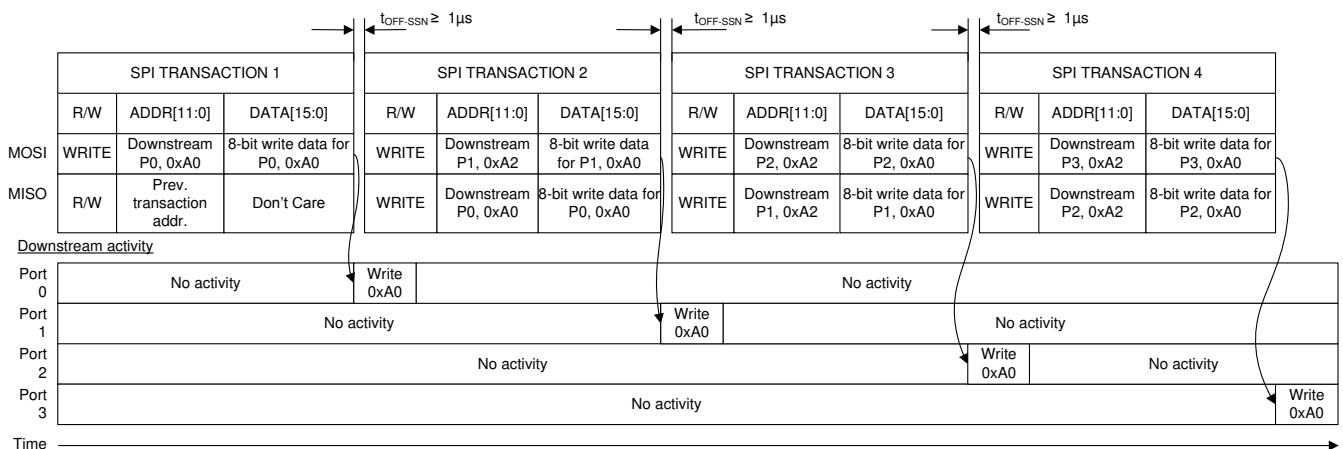 tOFF-SSN ≥ 1µs tOFF-SSN ≥ 1µs tOFF-SSN ≥ 1µs
SPI TRANSACTION 1 SPI TRANSACTION 2 SPI TRANSACTION 3 SPI TRANSACTION 4
R/W ADDR[11:0] DATA[15:0] R/W ADDR[11:0] DATA[15:0] R/W ADDR[11:0] DATA[15:0] R/W ADDR[11:0] DATA[15:0]
MOSI WRITE Downstream P0, 0xA0 8-bit write data for P0, 0xA0 WRITE Downstream P1, 0xA2 8-bit write data for P1, 0xA0 WRITE Downstream P2, 0xA2 8-bit write data for P2, 0xA0 WRITE Downstream P3, 0xA2 8-bit write data for P3, 0xA0
MISO R/W Prev. transaction addr. Don't Care WRITE Downstream P0, 0xA0 8-bit write data for P0, 0xA0 WRITE Downstream P1, 0xA2 8-bit write data for P1, 0xA0 WRITE Downstream P2, 0xA2 8-bit write data for P2, 0xA0
Downstream activity
Port 0 No activity Write 0xA0 No activity
Port 1 No activity Write 0xA0 No activity
Port 2 No activity Write 0xA0 No activity
Port 3 No activity Write 0xA0
Time